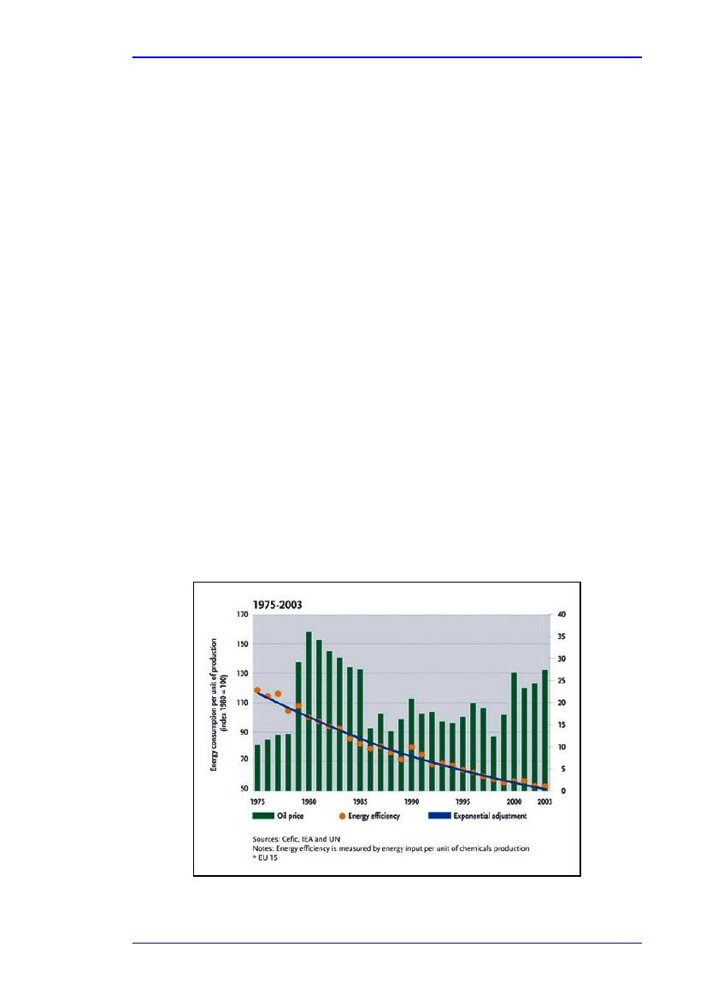 1975-2003
170
150
130
110
90
70
50
40
35
30
25
20
15
10
5
0
Energy consumption per unit of production
(index 1980 = 100)
1975 1980 1985 1990 1995 2000 2003
Oil price Energy efficiency Exponential adjustment
Sources: Cefic, IEA and UN
Notes: Energy efficiency is measured by energy input per unit of chemicals production
* EU 15